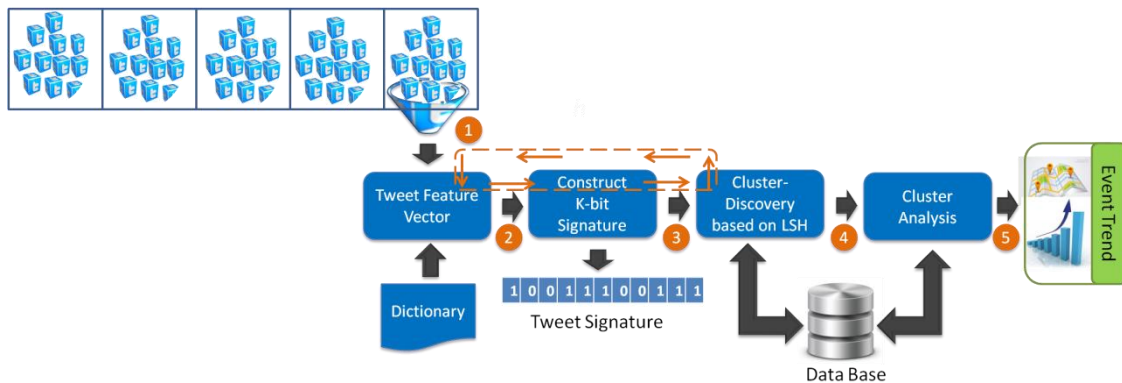 1
Tweet Feature
Vector
2
Construct
K-bit
Signature
3
Cluster-
Discovery
based on LSH
4
Cluster
Analysis
5
Event Trend
Dictionary
1 0 0 1 1 1 0 0 1 1 1
Tweet Signature
Data Base